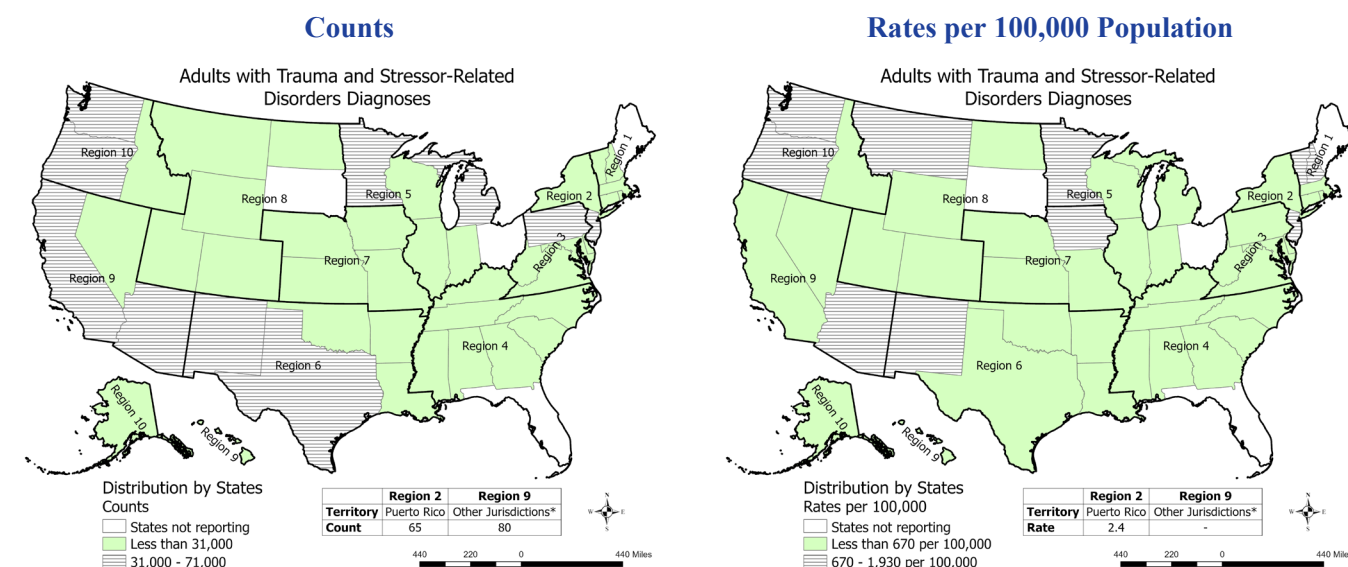 Counts
Adults with Trauma and Stressor-Related
Disorders Diagnoses
Region 1
Region 10
Region 8
Region 5
Region 2
Region 3
Region 7
Region 9
Region 4
Region 6
Region 10
Region 9
Distribution by States
Counts
States not reporting
Less than 31,000
31,000 - 71,000
Region 2 Region 9
Territory Puerto Rico Other Jurisdictions*
Count 65 80
N
W E
S
440 220 0 440 Miles
Rates per 100,000 Population
Adults with Trauma and Stressor-Related
Disorders Diagnoses
Region 1
Region 10
Region 8
Region 5
Region 2
Region 3
Region 7
Region 9
Region 4
Region 6
Region 10
Region 9
Distribution by States
Rates per 100,000
States not reporting
Less than 670 per 100,000
670 - 1,930 per 100,000
Region 2 Region 9
Territory Puerto Rico Other Jurisdictions*
Rate 2.4 -
N
W E
S
440 220 0 440 Miles